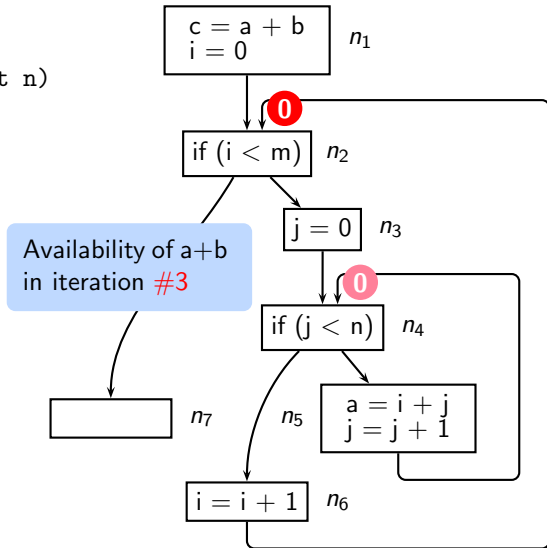 c = a + b
i = 0
n1
t n)
0
if (i < m)
n2
j = 0
n3
Availability of a+b
in iteration #3
0
if (j < n)
n4
n7
n5
a = i + j
j = j + 1
i = i + 1
n6